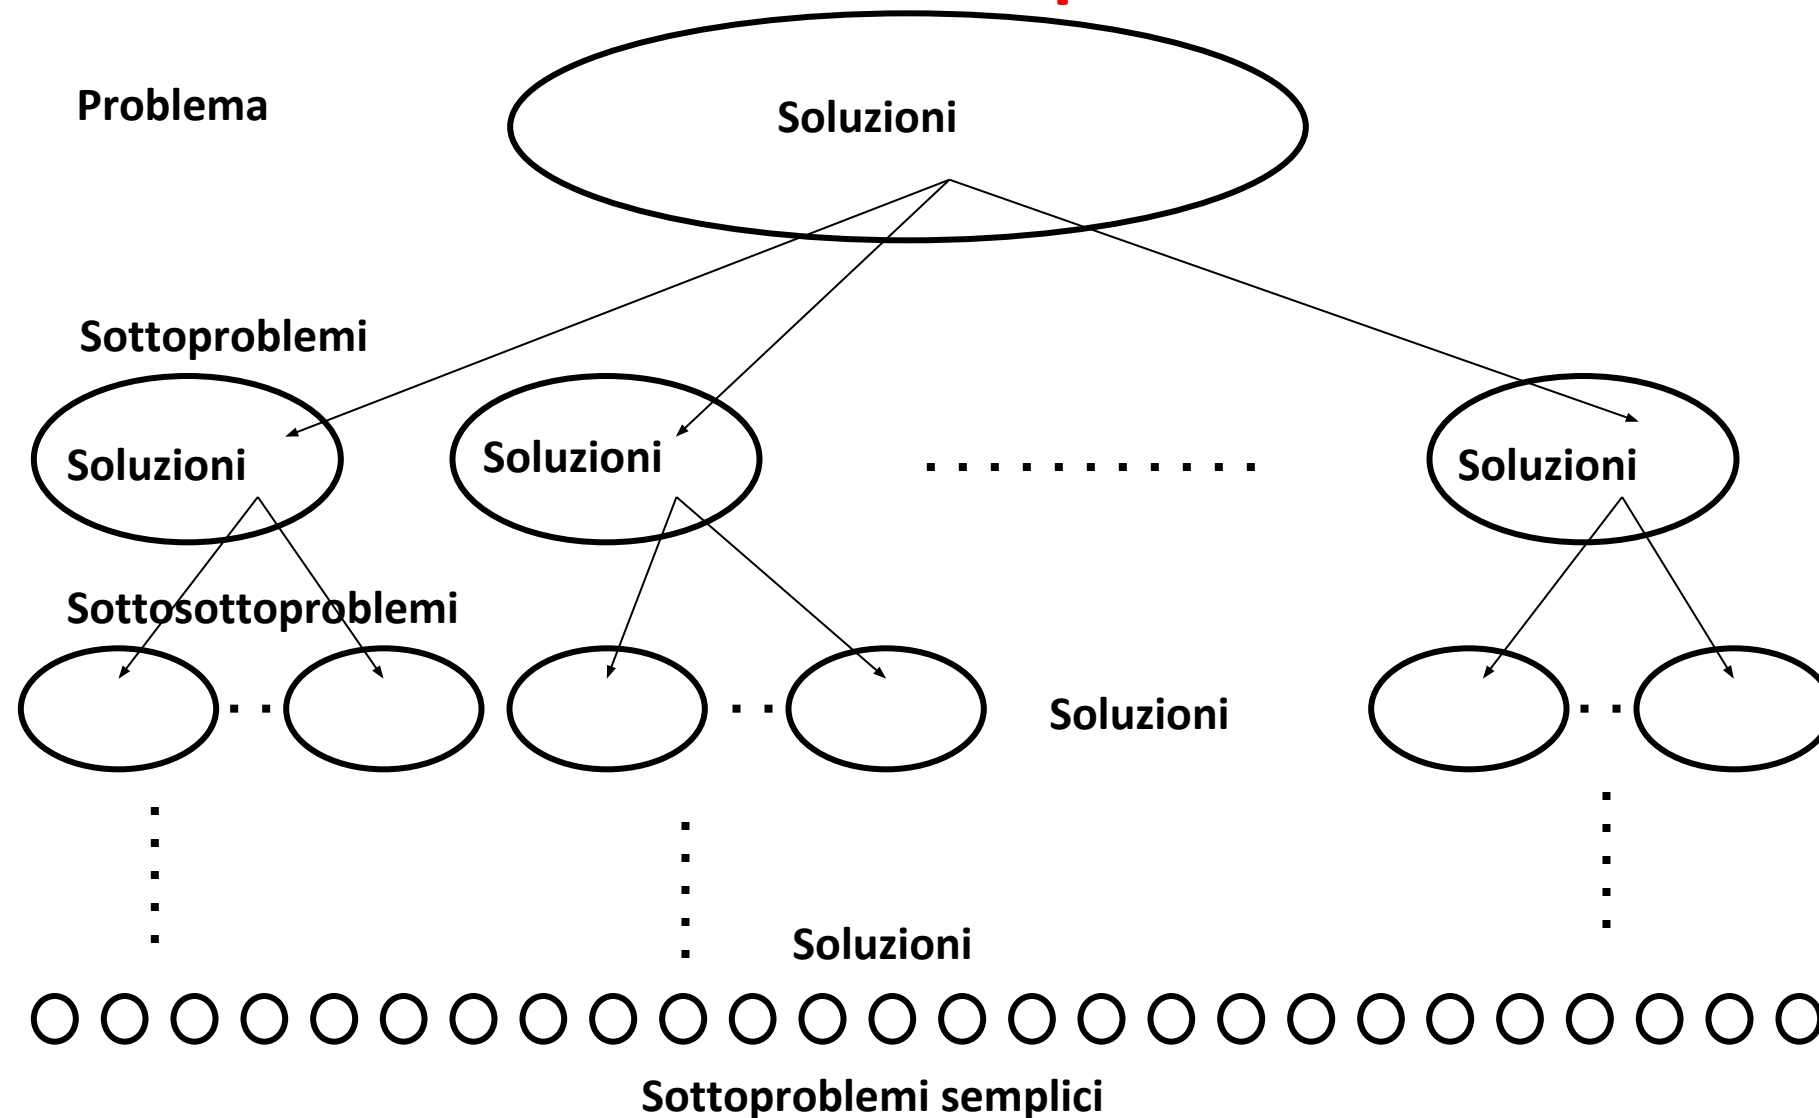 Problema
Soluzioni
Sottoproblemi
Soluzioni
Soluzioni
Soluzioni
Sottosottoproblemi
Soluzioni
Soluzioni
Sottoproblemi semplici